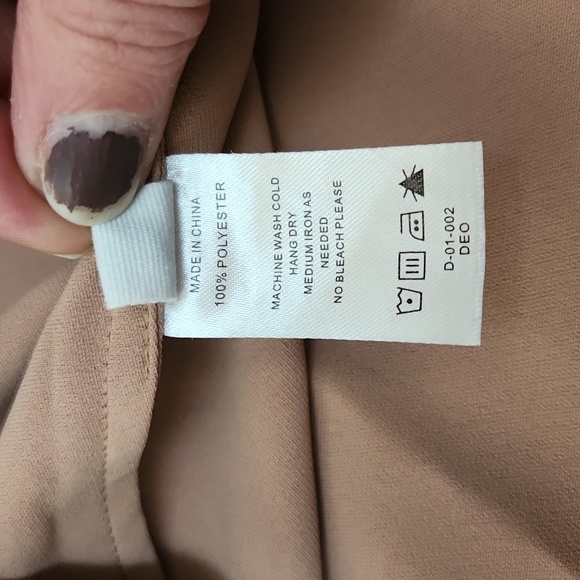 MADE IN CHINA
100% POLYESTER
MACHINE WASH COLD
HANG DRY
MEDIUM IRON AS
NEEDED
NO BLEACH PLEASE
D-01-002
DEO